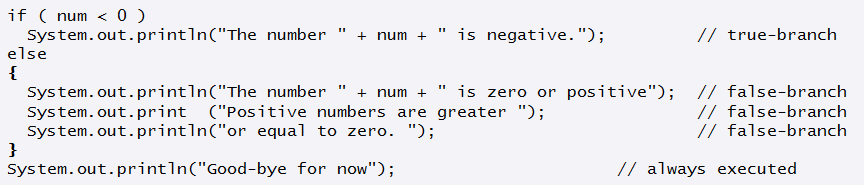 if ( num < 0 )
  System.out.println("The number " + num + " is negative.");         // true-branch
else
{
  System.out.println("The number " + num + " is zero or positive");  // false-branch
  System.out.print  ("Positive numbers are greater ");               // false-branch
  System.out.println("or equal to zero. ");                          // false-branch
}
System.out.println("Good-bye for now");                      // always executed